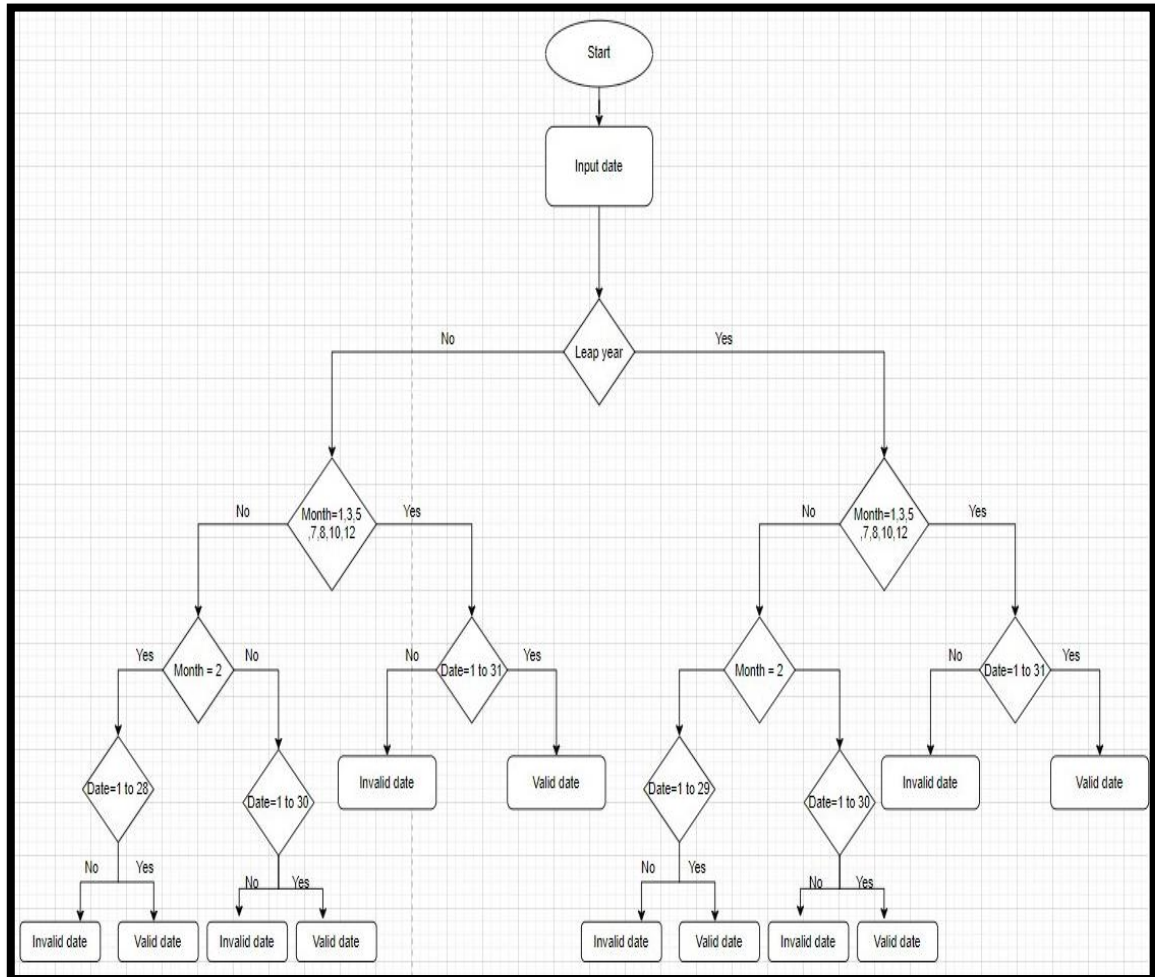 Start
Input date
No
Leap year
Yes
No
Month=1,3,5
,7,8,10,12
Yes
No
Month=1,3,5
,7,8,10,12
Yes
Yes
Month = 2
No
No
Date=1 to 31
Yes
Month = 2
No
Date=1 to 31
Yes
Date=1 to 28
Date=1 to 30
Invalid date
Valid date
Date=1 to 29
Date=1 to 30
Invalid date
Valid date
No
Yes
No
Yes
No
Yes
No
Yes
Invalid date
Valid date
Invalid date
Valid date
Invalid date
Valid date
Invalid date
Valid date